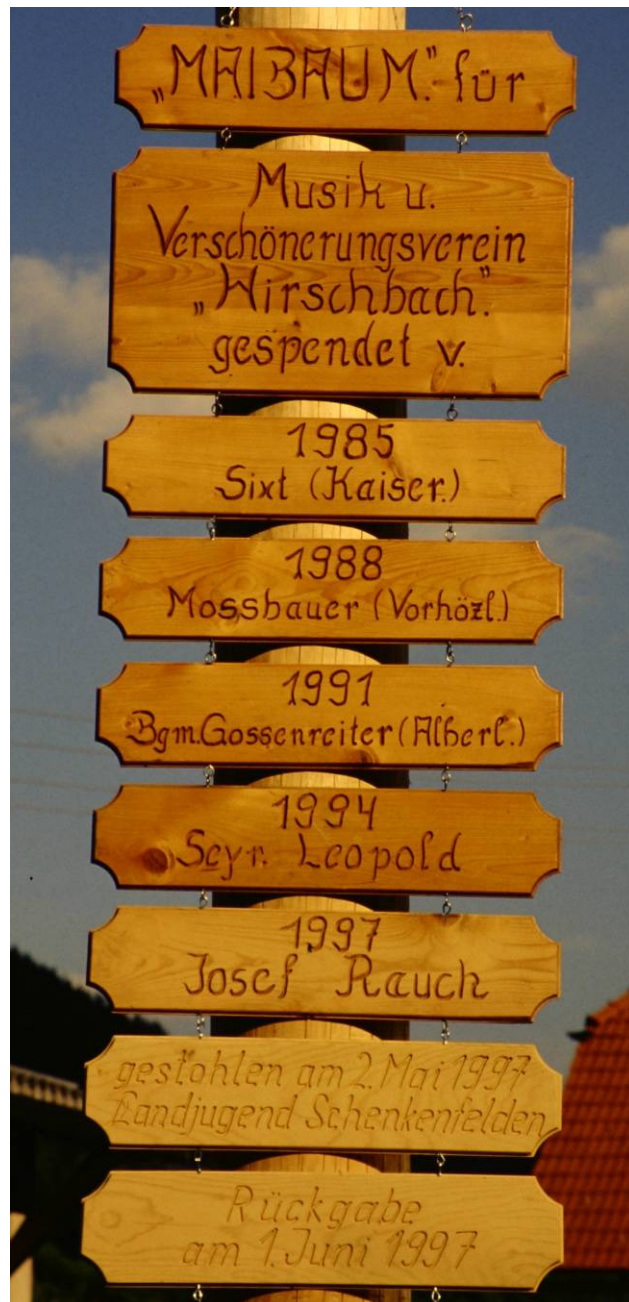 „MAIBAUM." für
Musik u.
Verschönerungsverein
„Hirschbach."
gespendet v.
1985
Sixt (Kaiser.)
1988
Mossbauer (Vorhözl.)
1991
Bgm. Gossenreiter (Alberl.)
1994
Seyr. Leopold
1997
Josef Rauch
gestohlen am 2. Mai 1997
Landjugend Schenkenfelden
Rückgabe
am 1. Juni 1997